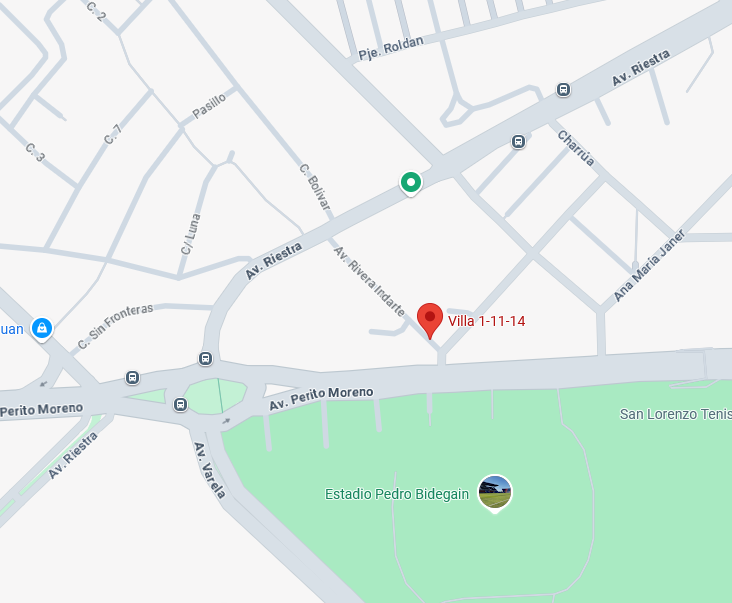 C. 2
Pje. Roldan
Av. Riestra
Pasillo
C. 7
Charrúa
C. 3
C. Bolívar
C/ Luna
Ana María Janer
Av. Riestra
Av. Rivera Indarte
C. Sin Fronteras
Villa 1-11-14
uan
Perito Moreno
Av. Perito Moreno
San Lorenzo Tenis
Av. Riestra
Av. Varela
Estadio Pedro Bidegain